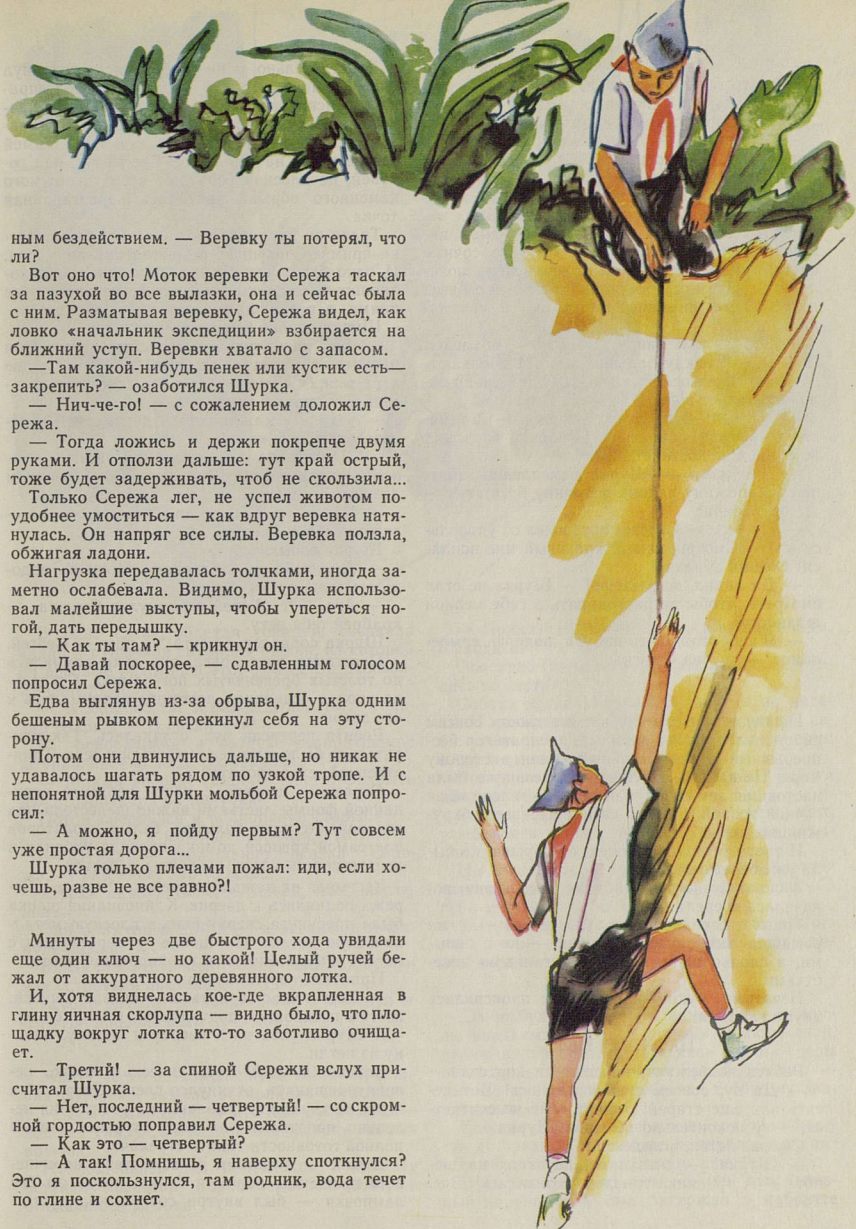 ным бездействием. — Веревку ты потерял, что
ли?
Вот оно что! Моток веревки Сережа таскал
за пазухой во все вылазки, она и сейчас была
с ним. Разматывая веревку, Сережа видел, как
ловко «начальник экспедиции» взбирается на
ближний уступ. Веревки хватало с запасом.
—Там какой-нибудь пенек или кустик есть—
закрепить? — озаботился Шурка.
— Нич-че-го! — с сожалением доложил Се-
режа.
— Тогда ложись и держи покрепче двумя
руками. И отползи дальше: тут край острый,
тоже будет задерживать, чтоб не скользила...
Только Сережа лег, не успел животом по-
удобнее умоститься — как вдруг веревка натя-
нулась. Он напряг все силы. Веревка ползла,
обжигая ладони.
Нагрузка передавалась толчками, иногда за-
метно ослабевала. Видимо, Шурка использо-
вал малейшие выступы, чтобы упереться но-
гой, дать передышку.
— Как ты там? — крикнул он.
— Давай поскорее, — сдавленным голосом
попросил Сережа.
Едва выглянув из-за обрыва, Шурка одним
бешеным рывком перекинул себя на эту сто-
рону.
Потом они двинулись дальше, но никак не
удавалось шагать рядом по узкой тропе. И с
непонятной для Шурки мольбой Сережа попро-
сил:
— А можно, я пойду первым? Тут совсем
уже простая дорога...
Шурка только плечами пожал: иди, если хо-
чешь, разве не все равно?!
Минуты через две быстрого хода увидали
еще один ключ — но какой! Целый ручей бе-
жал от аккуратного деревянного лотка.
И, хотя виднелась кое-где вкрапленная в
глину яичная скорлупа — видно было, что пло-
щадку вокруг лотка кто-то заботливо очища-
ет.
— Третий! — за спиной Сережи вслух при-
считал Шурка.
— Нет, последний — четвертый! — со скром-
ной гордостью поправил Сережа.
— Как это — четвертый?
— А так! Помнишь, я наверху споткнулся?
Это я поскользнулся, там родник, вода течет
по глине и сохнет.